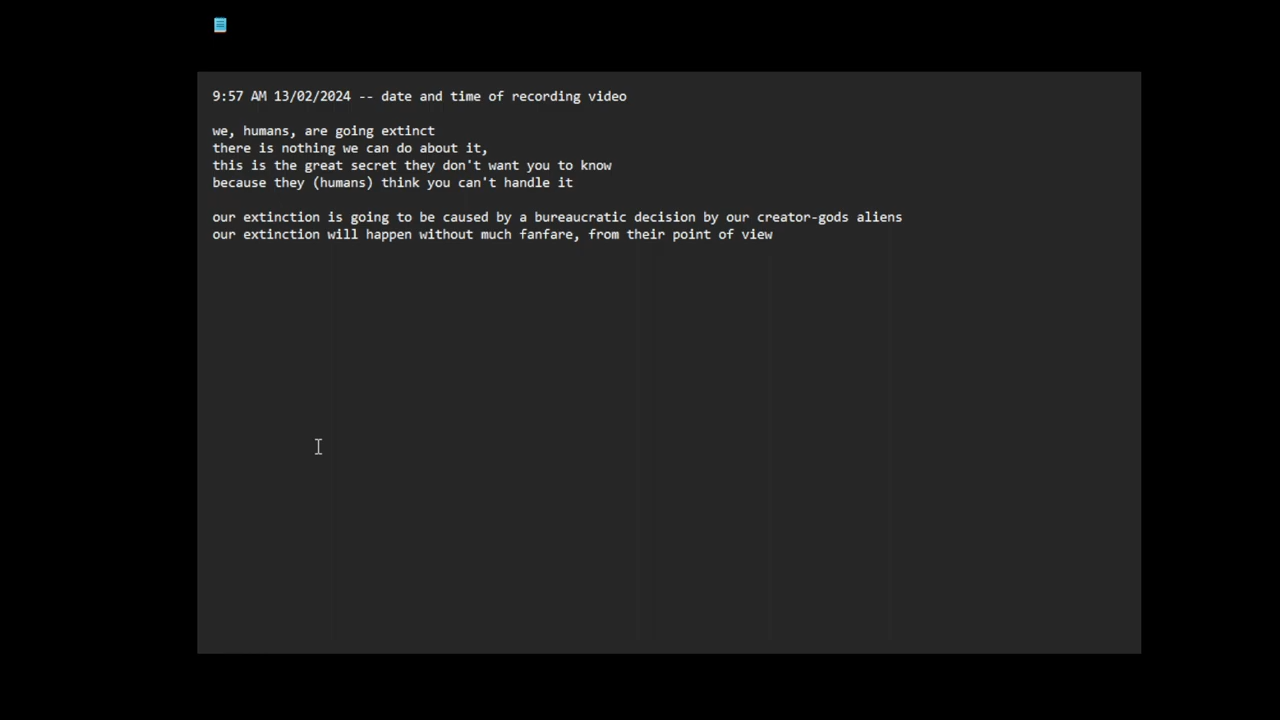 9:57 AM 13/02/2024 -- date and time of recording video
we, humans, are going extinct
there is nothing we can do about it,
this is the great secret they don't want you to know
because they (humans) think you can't handle it
our extinction is going to be caused by a bureaucratic decision by our creator-gods aliens
our extinction will happen without much fanfare, from their point of view